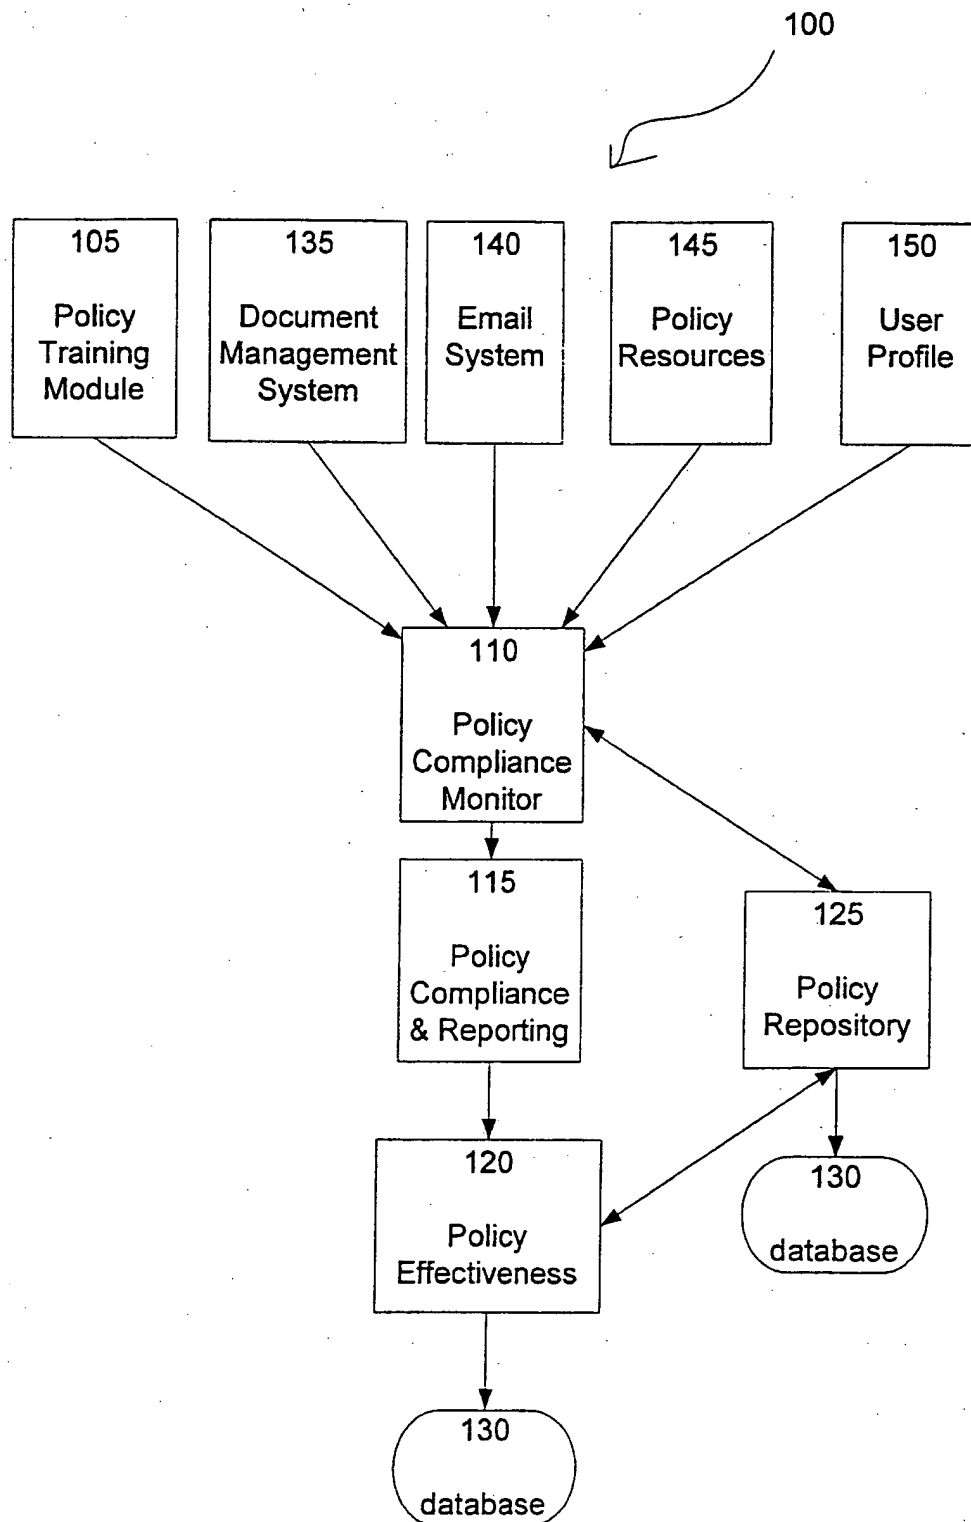 100
105
Policy
Training
Module
135
Document
Management
System
140
Email
System
145
Policy
Resources
150
User
Profile
110
Policy
Compliance
Monitor
115
Policy
Compliance
& Reporting
125
Policy
Repository
120
Policy
Effectiveness
130
database
130
database